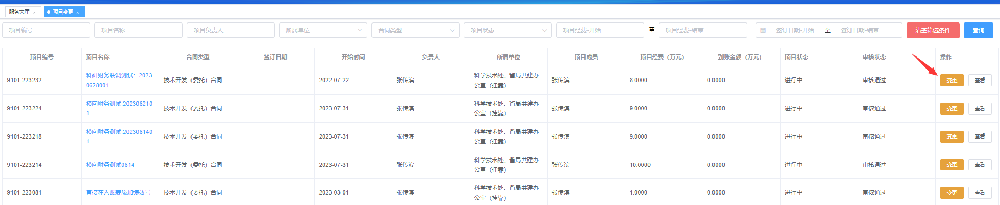 服务大厅 ×
项目变更 ×
项目编号 项目名称 项目负责人 所属单位 合同类型 项目状态 项目经费-开始 至 项目经费-结束 签订日期-开始 至 签订日期-结束 清空筛选条件 查询
项目编号 项目名称 合同类型 签订日期 开始时间 负责人 所属单位 项目成员 项目经费（万元） 到账金额（万元） 项目状态 审核状态 操作
9101-223232
科研财务联调测试：20230
0628001
技术开发（委托）合同
2022-07-22
张传滨
科学技术处、省局共建办
公室（挂靠）
张传滨
8.0000
0.0000
进行中
审核通过
变更 查看
9101-223224
横向财务测试:202306210
1
技术开发（委托）合同
2023-07-31
张传滨
科学技术处、省局共建办
公室（挂靠）
张传滨
9.0000
0.0000
进行中
审核通过
变更 查看
9101-223218
横向财务测试:202306140
1
技术开发（委托）合同
2023-07-31
张传滨
科学技术处、省局共建办
公室（挂靠）
张传滨
9.0000
0.0000
进行中
审核通过
变更 查看
9101-223214
横向财务测试0614
技术开发（委托）合同
2023-07-31
张传滨
科学技术处、省局共建办
公室（挂靠）
张传滨
10.0000
0.0000
进行中
审核通过
变更 查看
9101-223081
直接在入账表添加绩效号
技术开发（委托）合同
2023-03-01
张传滨
科学技术处、省局共建办
公室（挂靠）
张传滨
1.0000
0.0000
进行中
审核通过
变更 查看